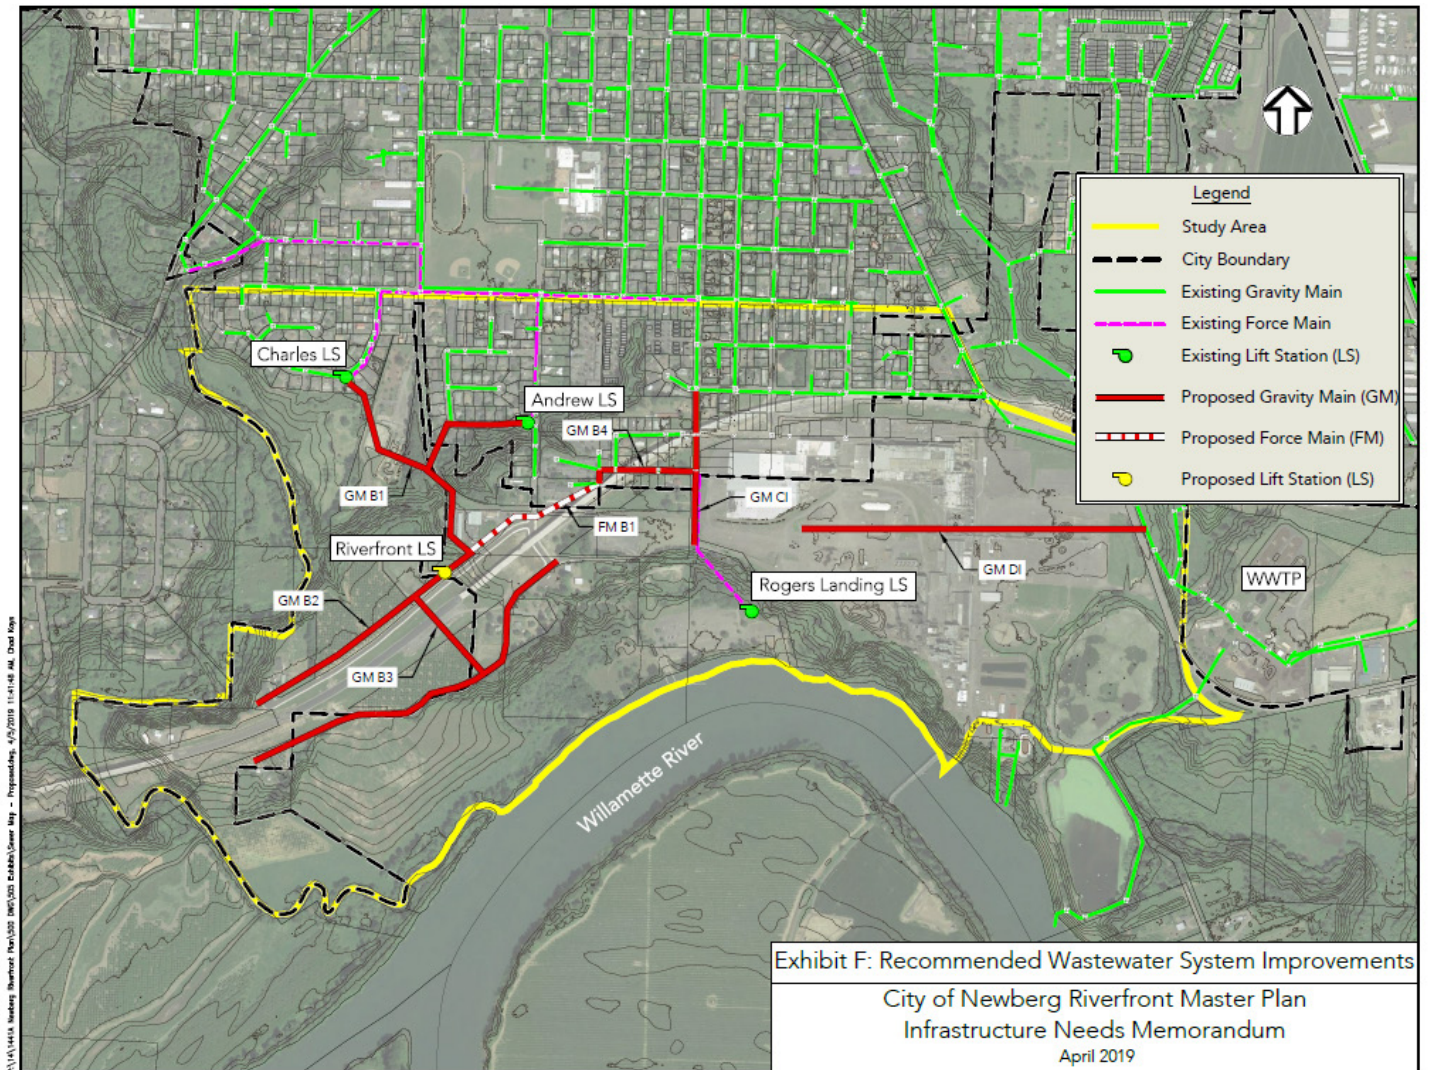 Legend
Study Area
City Boundary
Existing Gravity Main
Existing Force Main
Existing Lift Station (LS)
Proposed Gravity Main (GM)
Proposed Force Main (FM)
Proposed Lift Station (LS)
Charles LS
Andrew LS
GM B4
GM B1
GM CI
FM B1
Riverfront LS
GM DI
WWTP
Rogers Landing LS
GM B2
GM B3
Willamette River
Exhibit F: Recommended Wastewater System Improvements
City of Newberg Riverfront Master Plan
Infrastructure Needs Memorandum
April 2019